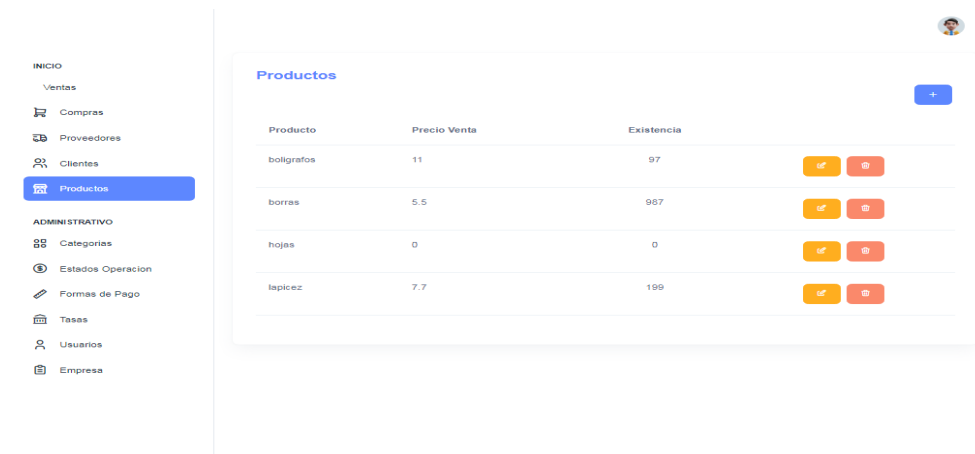 INICIO
Ventas
Compras
Proveedores
Clientes
Productos
ADMINISTRATIVO
Categorias
Estados Operacion
Formas de Pago
Tasas
Usuarios
Empresa
Productos
+
Producto Precio Venta Existencia
boligrafos 11 97
borras 5.5 987
hojas 0 0
lapicez 7.7 199